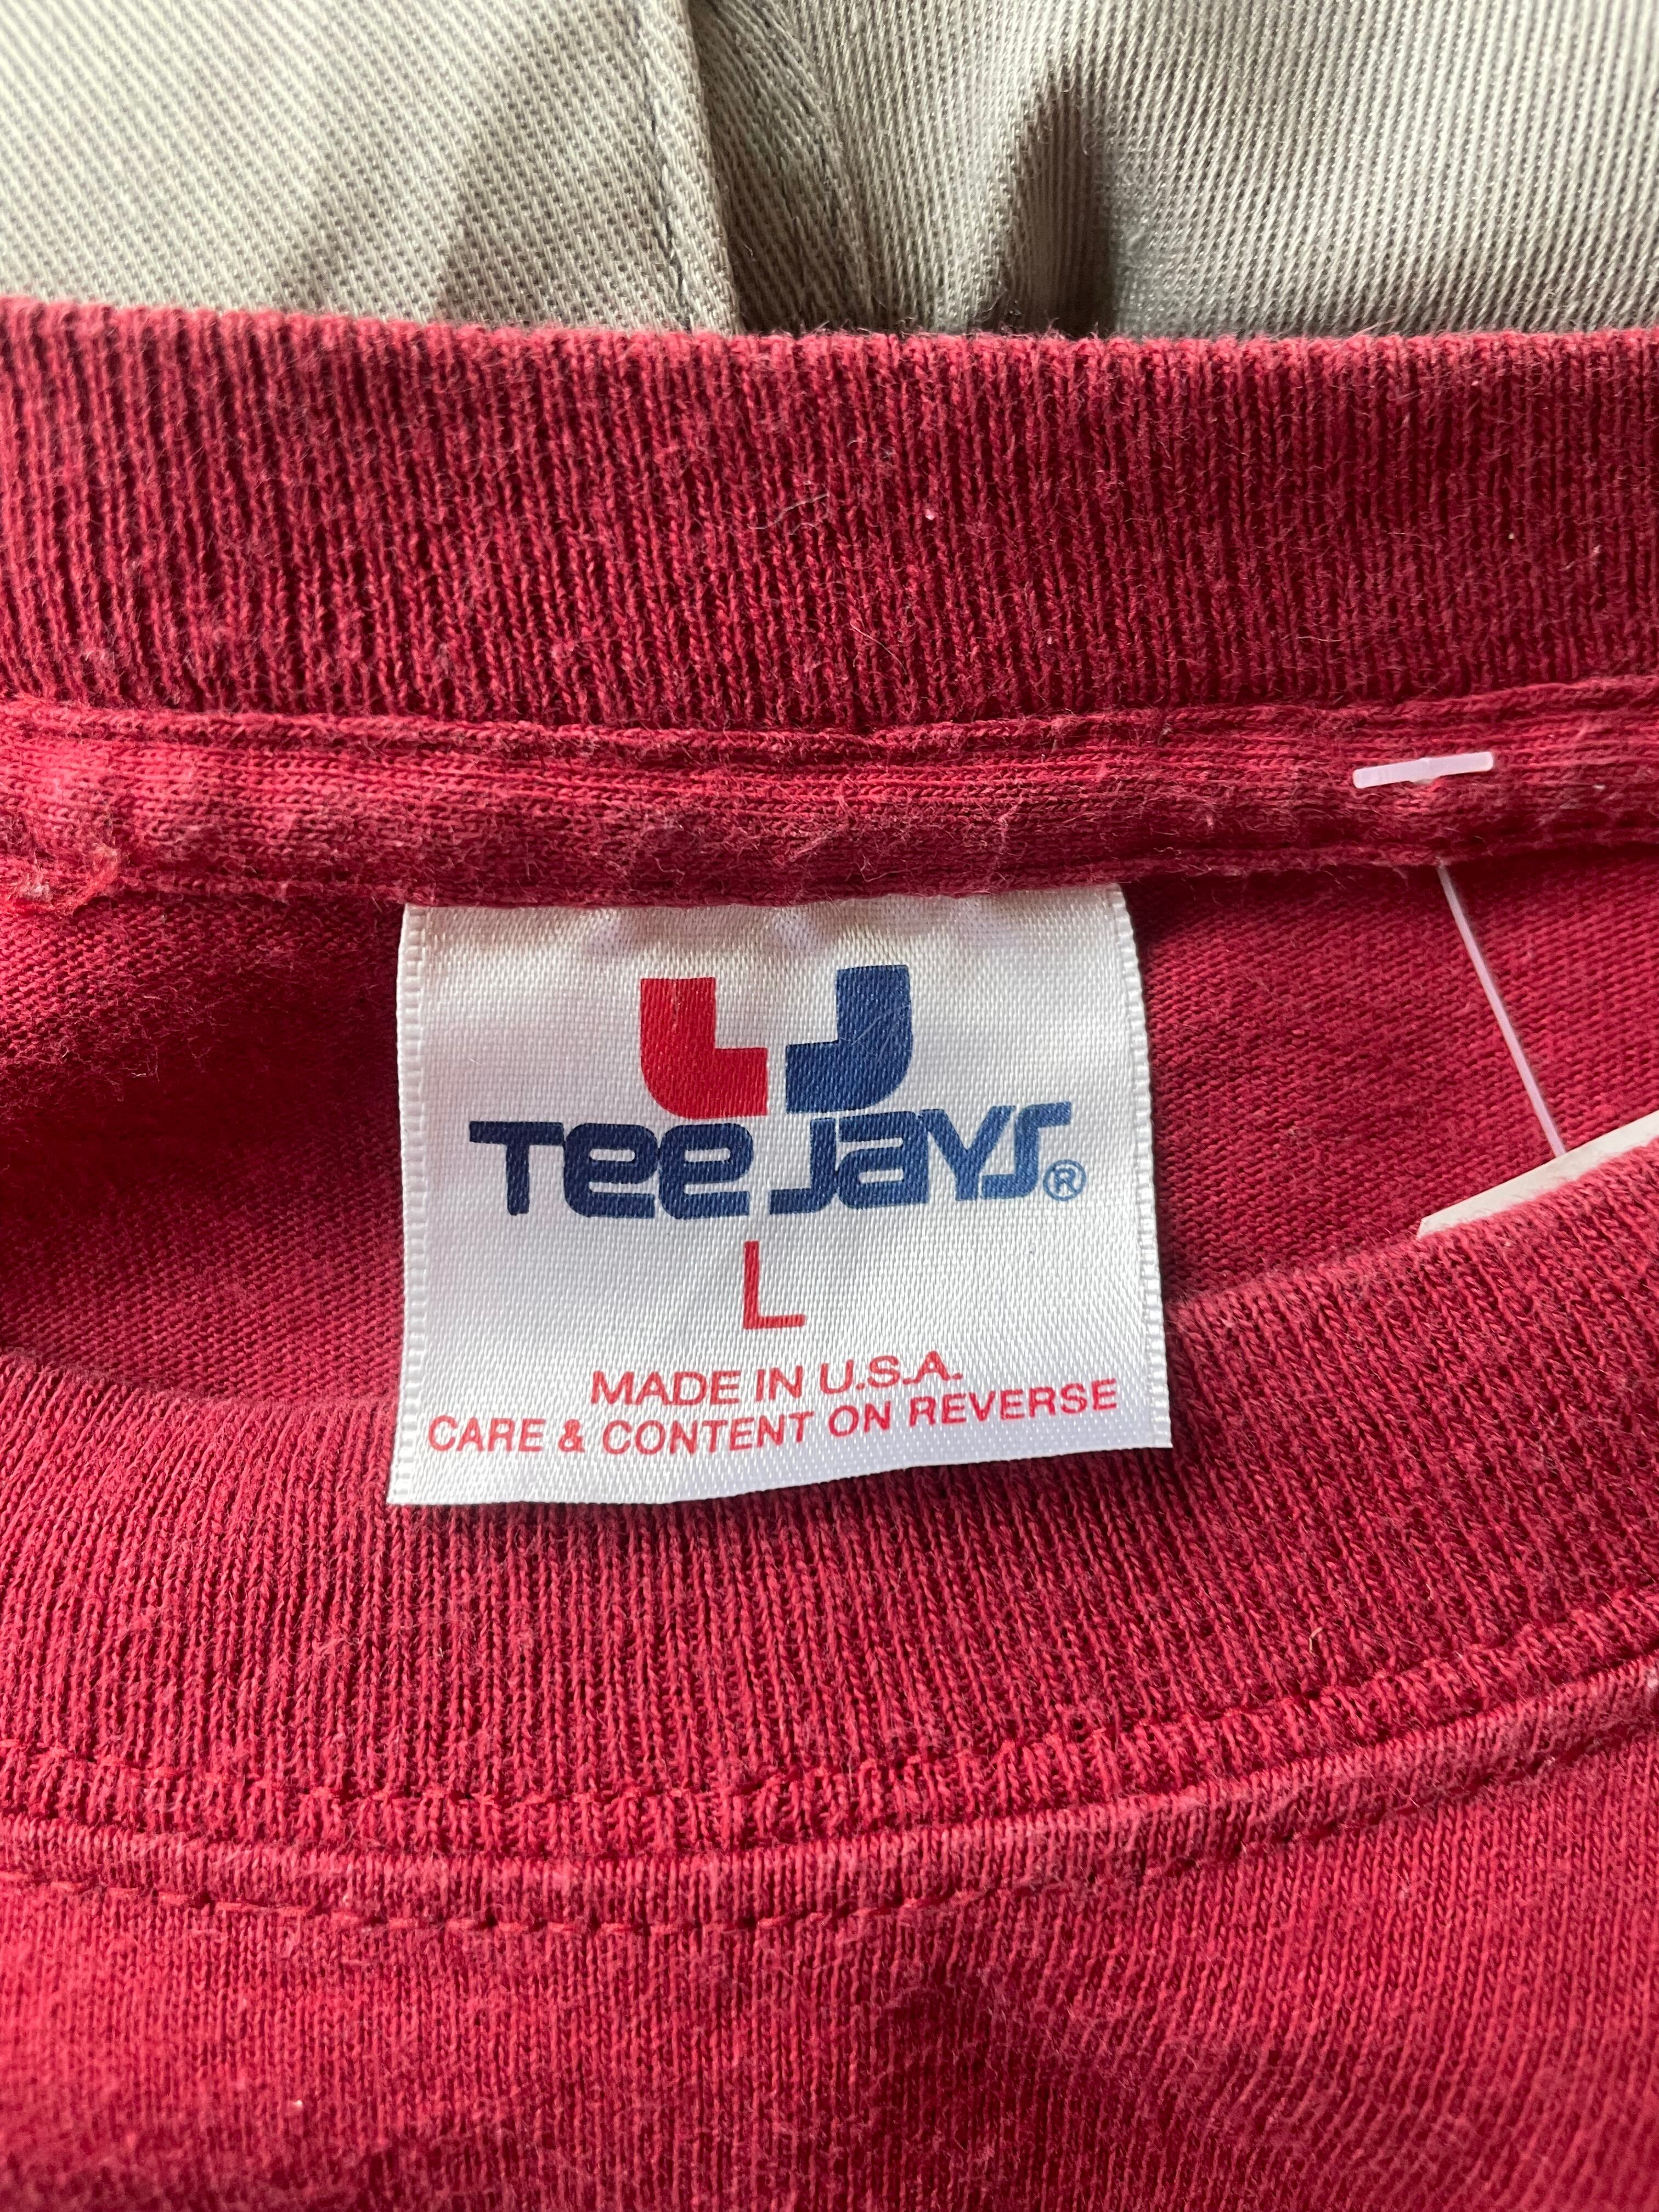 Tee Jays®
L
MADE IN U.S.A.
CARE & CONTENT ON REVERSE